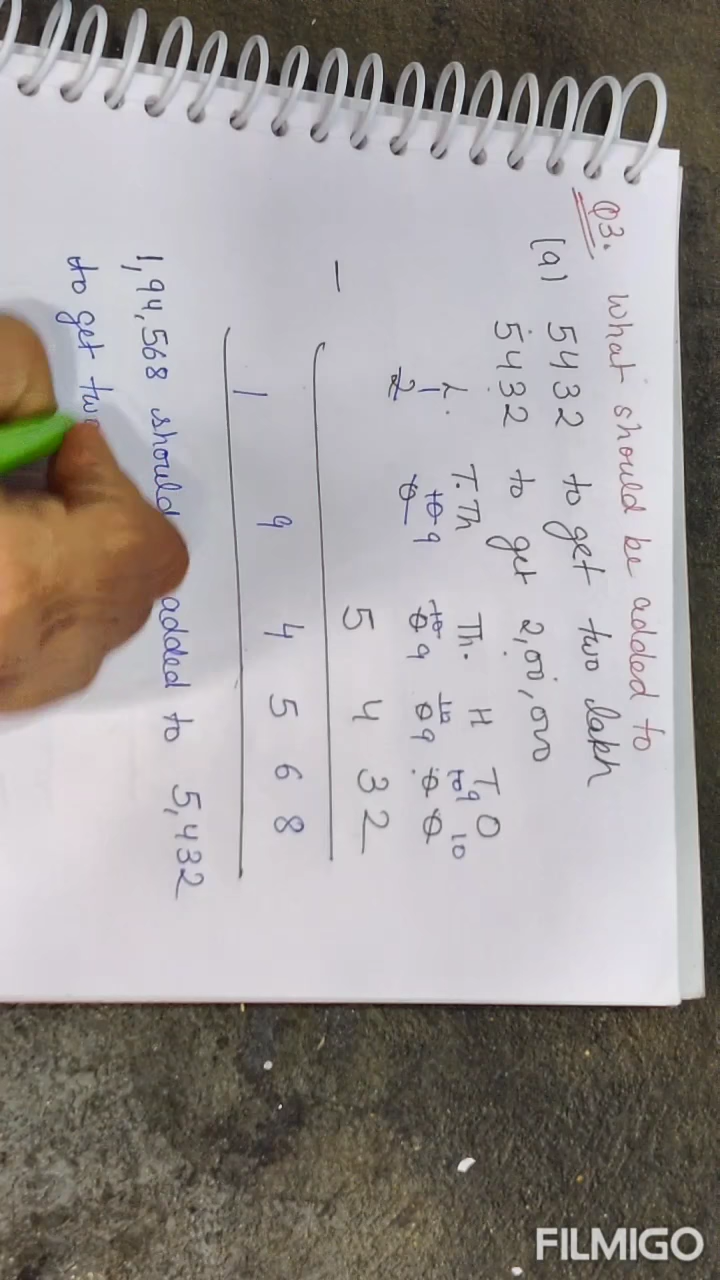 Q3. What should be added to
(a) 5432 to get two lakh
5432 to get 2,00,000
L. T.Th Th. H T O
1 10 9 10 9 10 9 10 9 10
2 0 0 0 0 0
- 5 4 3 2
1 9 4 5 6 8
1,94,568 should added to 5,432
to get
FILMIGO